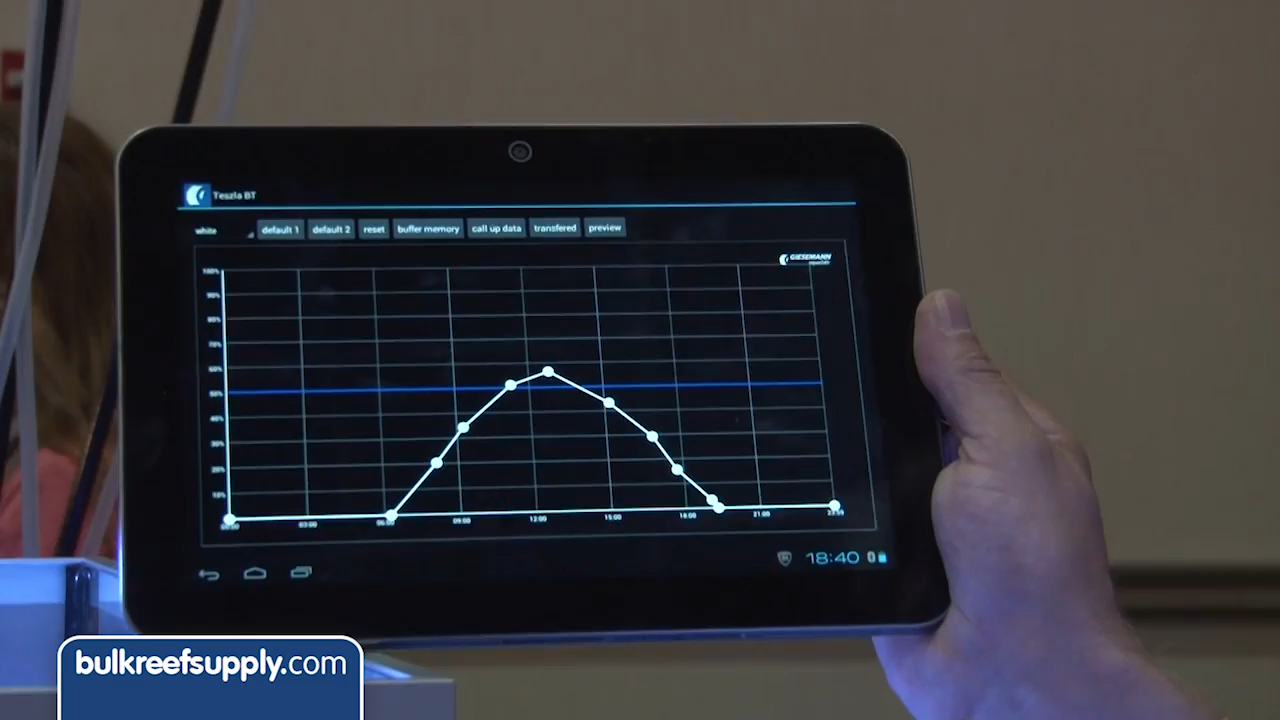 Teszla BT
white default 1 default 2 reset buffer memory call up data transfered preview
GIESEMANN
100%
90%
80%
70%
60%
50%
40%
30%
20%
10%
03:00 06:00 09:00 12:00 15:00 18:00 21:00 23:59
18:40
bulkreefsupply.com